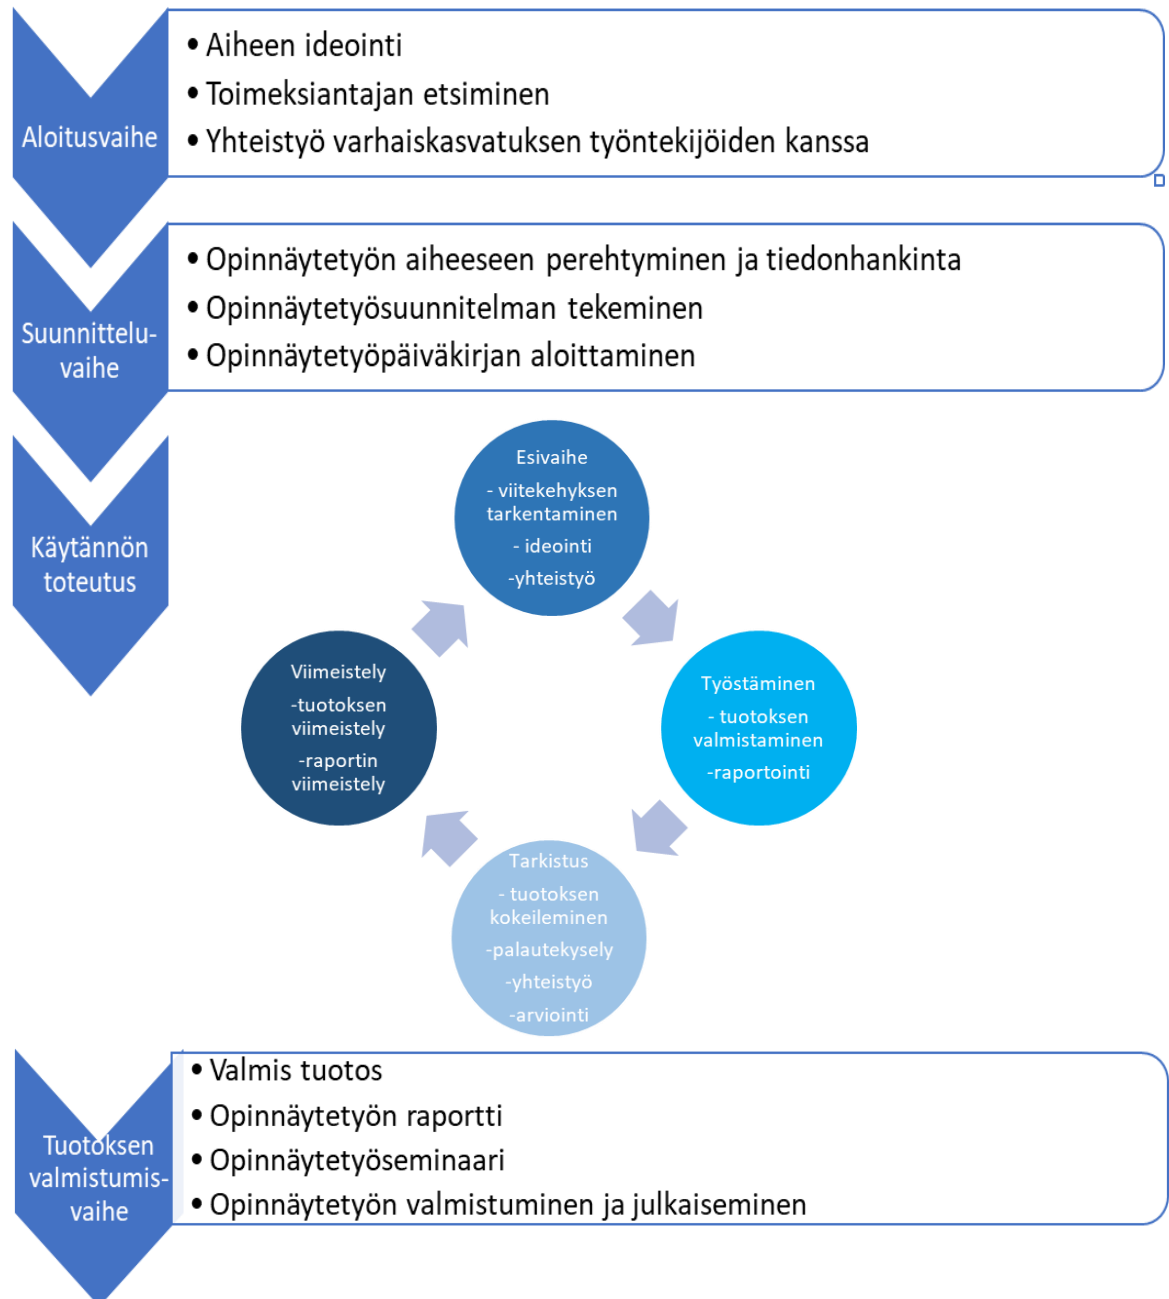 Aloitusvaihe
• Aiheen ideointi
• Toimeksiantajan etsiminen
• Yhteistyö varhaiskasvatuksen työntekijöiden kanssa
Suunnittelu-
vaihe
• Opinnäytetyön aiheeseen perehtyminen ja tiedonhankinta
• Opinnäytetyösuunnitelman tekeminen
• Opinnäytetyöpäiväkirjan aloittaminen
Käytännön
toteutus
Esivaihe
- viitekehyksen
tarkentaminen
- ideointi
-yhteistyö
Työstäminen
- tuotoksen
valmistaminen
-raportointi
Tarkistus
- tuotoksen
kokeileminen
-palautekysely
-yhteistyö
-arviointi
Viimeistely
-tuotoksen
viimeistely
-raportin
viimeistely
Tuotoksen
valmistumis-
vaihe
• Valmis tuotos
• Opinnäytetyön raportti
• Opinnäytetyöseminaari
• Opinnäytetyön valmistuminen ja julkaiseminen